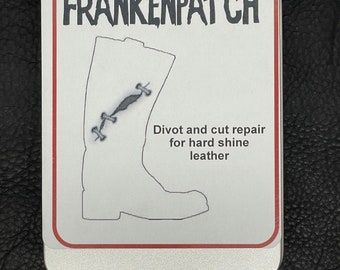 FRANKENPATCH
Divot and cut repair
for hard shine
leather